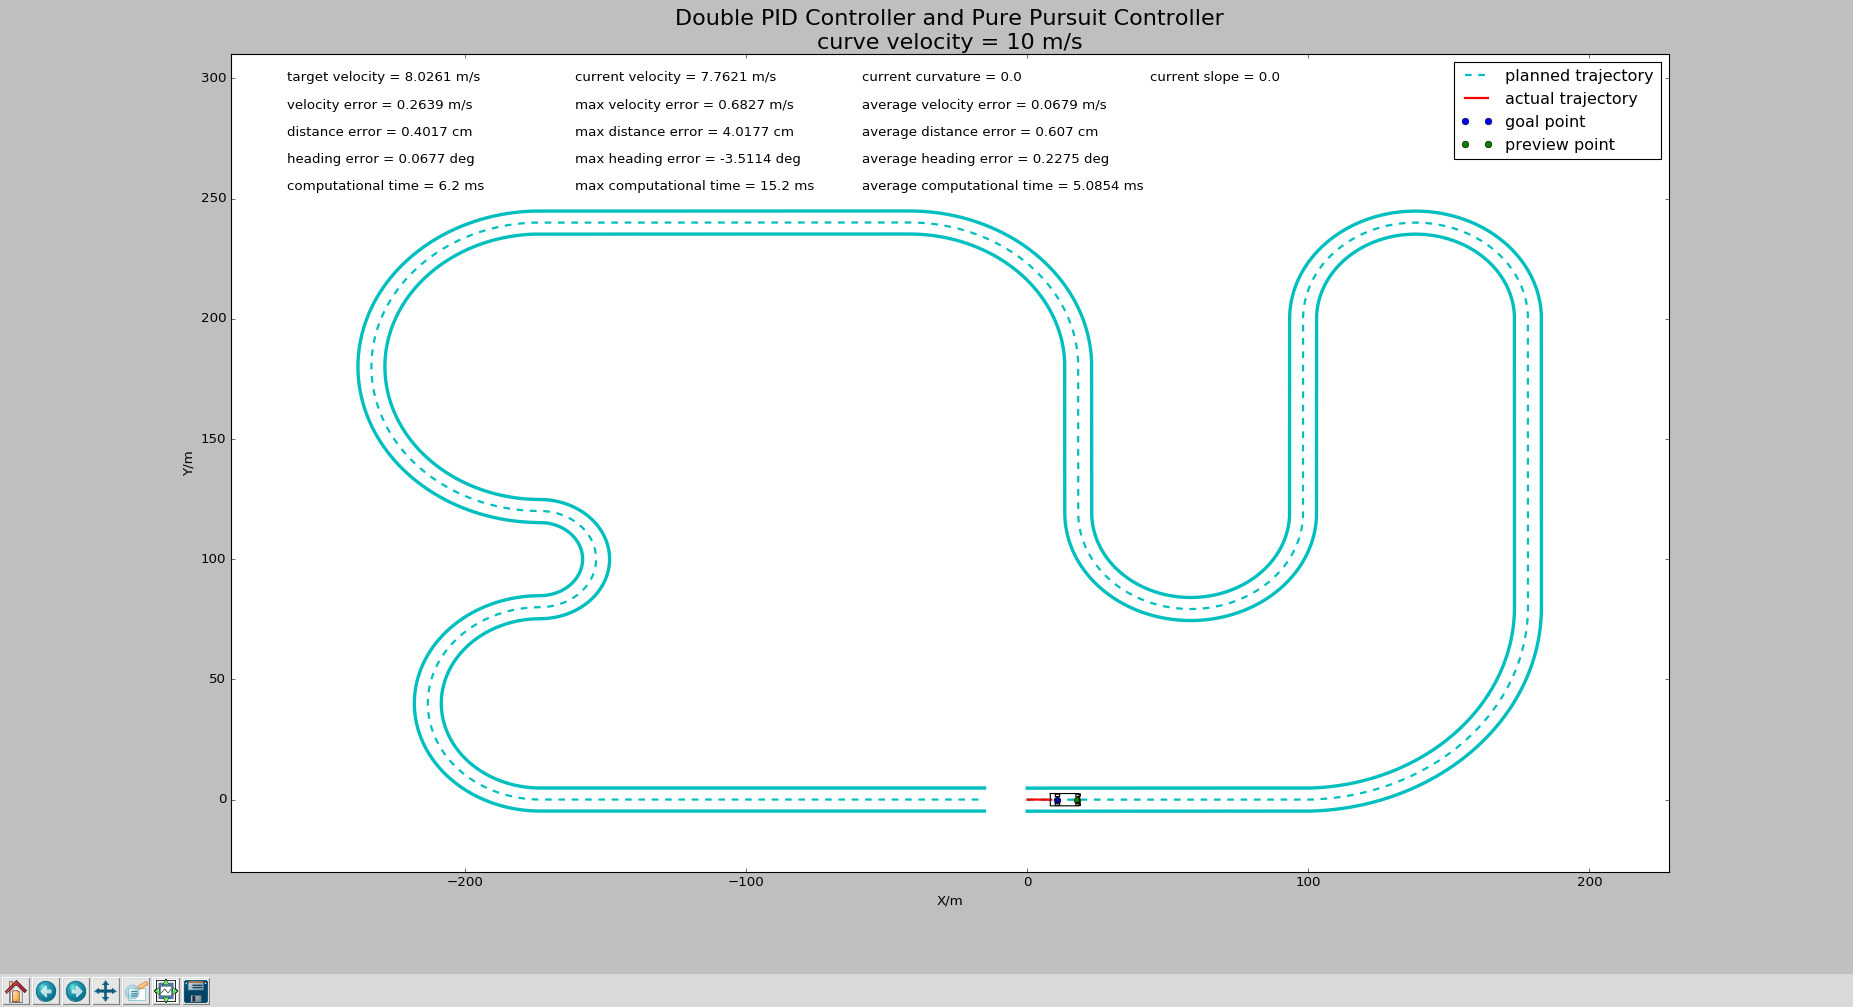 Double PID Controller and Pure Pursuit Controller
curve velocity = 10 m/s
target velocity = 8.0261 m/s
current velocity = 7.7621 m/s
current curvature = 0.0
current slope = 0.0
velocity error = 0.2639 m/s
max velocity error = 0.6827 m/s
average velocity error = 0.0679 m/s
distance error = 0.4017 cm
max distance error = 4.0177 cm
average distance error = 0.607 cm
heading error = 0.0677 deg
max heading error = -3.5114 deg
average heading error = 0.2275 deg
computational time = 6.2 ms
max computational time = 15.2 ms
average computational time = 5.0854 ms
planned trajectory
actual trajectory
goal point
preview point
300
250
200
150
100
50
0
Y/m
−200
−100
0
100
200
X/m